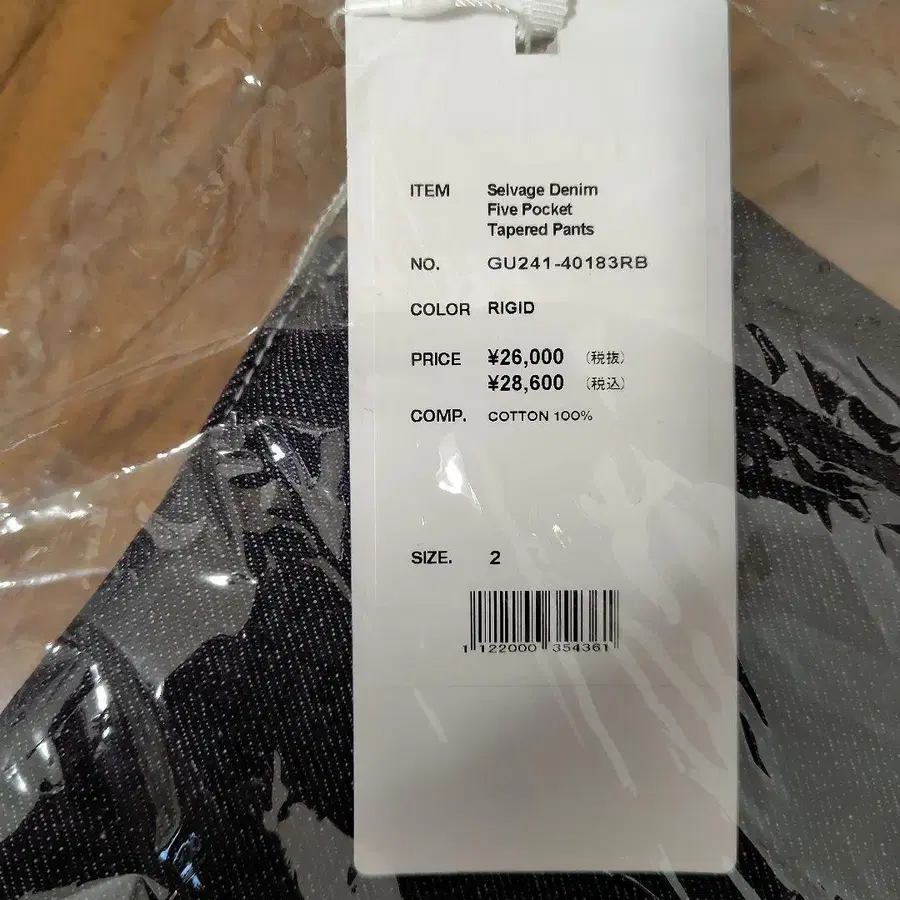 ITEM Selvage Denim
Five Pocket
Tapered Pants
NO. GU241-40183RB
COLOR RIGID
PRICE ¥26,000 (税抜)
¥28,600 (税込)
COMP. COTTON 100%
SIZE. 2
1 122000 354361